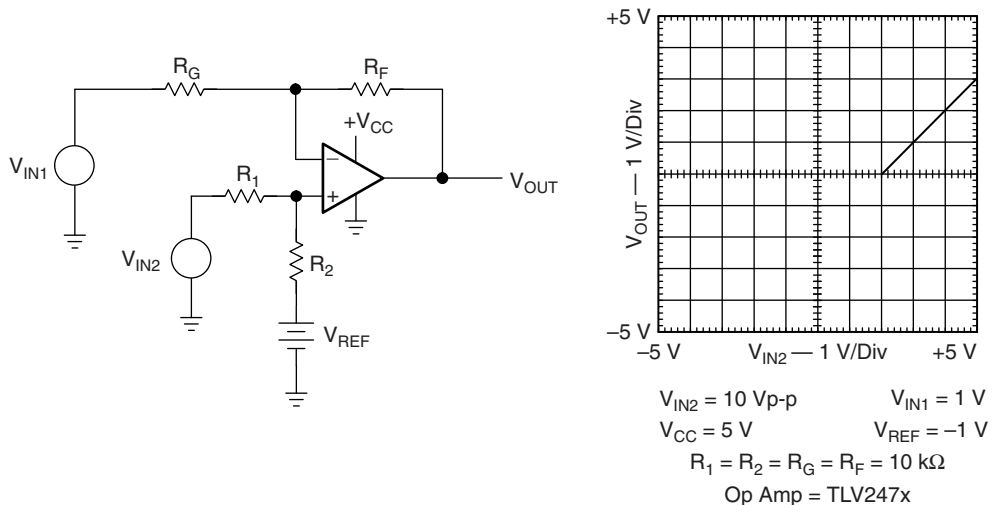 R_G
R_F
+V_CC
V_IN1
R_1
−
+
V_OUT
V_IN2
R_2
V_REF
+5 V
V_OUT — 1 V/Div
–5 V
–5 V
V_IN2 — 1 V/Div
+5 V
V_IN2 = 10 Vp-p
V_IN1 = 1 V
V_CC = 5 V
V_REF = –1 V
R_1 = R_2 = R_G = R_F = 10 kΩ
Op Amp = TLV247x